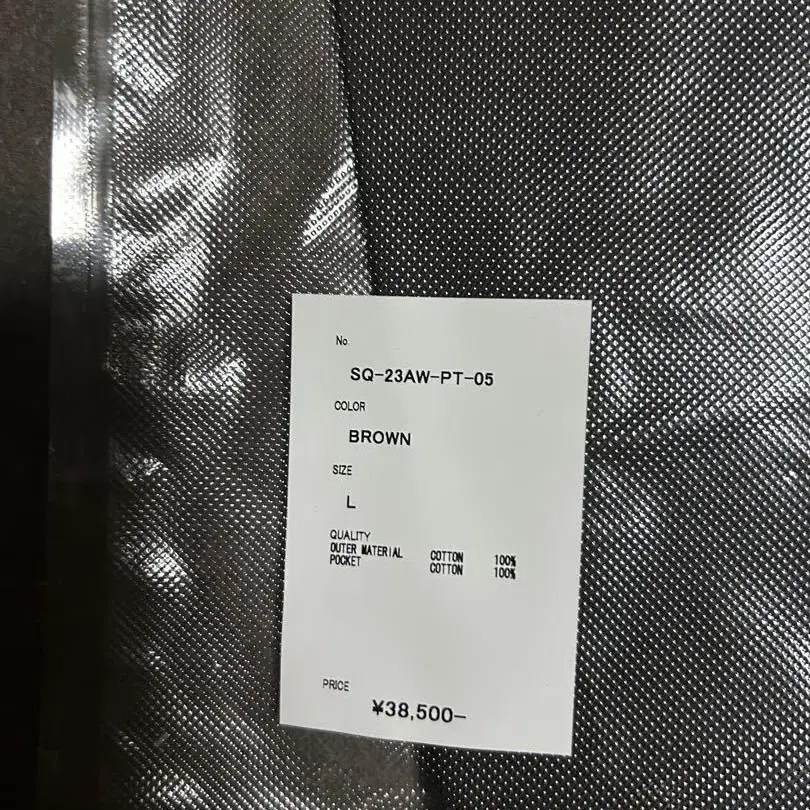 No.
SQ-23AW-PT-05
COLOR
BROWN
SIZE
L
QUALITY
OUTER MATERIAL COTTON 100%
POCKET COTTON 100%
PRICE
¥38,500-